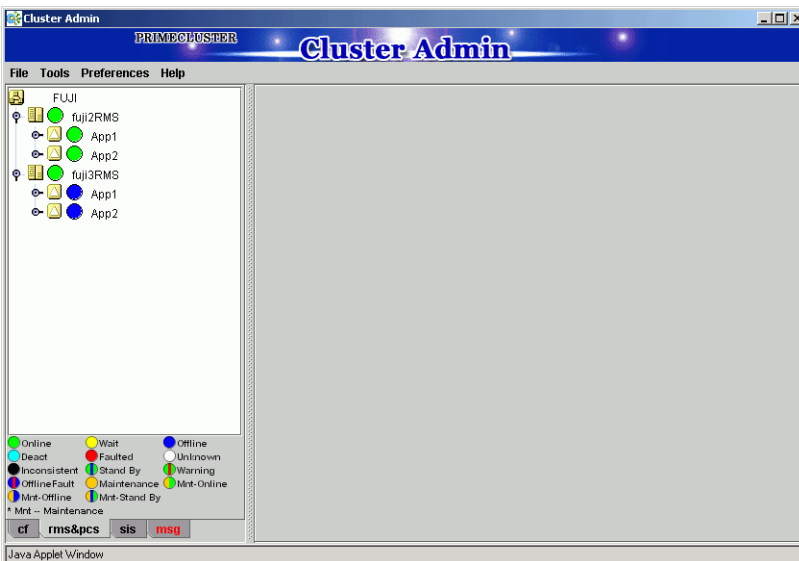 Cluster Admin
PRIMECLUSTER
Cluster Admin
File Tools Preferences Help
FUJI
fuji2RMS
App1
App2
fuji3RMS
App1
App2
Online Wait Offline
Deact Faulted Unknown
Inconsistent Stand By Warning
OfflineFault Maintenance Mnt-Online
Mnt-Offline Mnt-Stand By
* Mnt -- Maintenance
cf rms&pcs sis msg
Java Applet Window